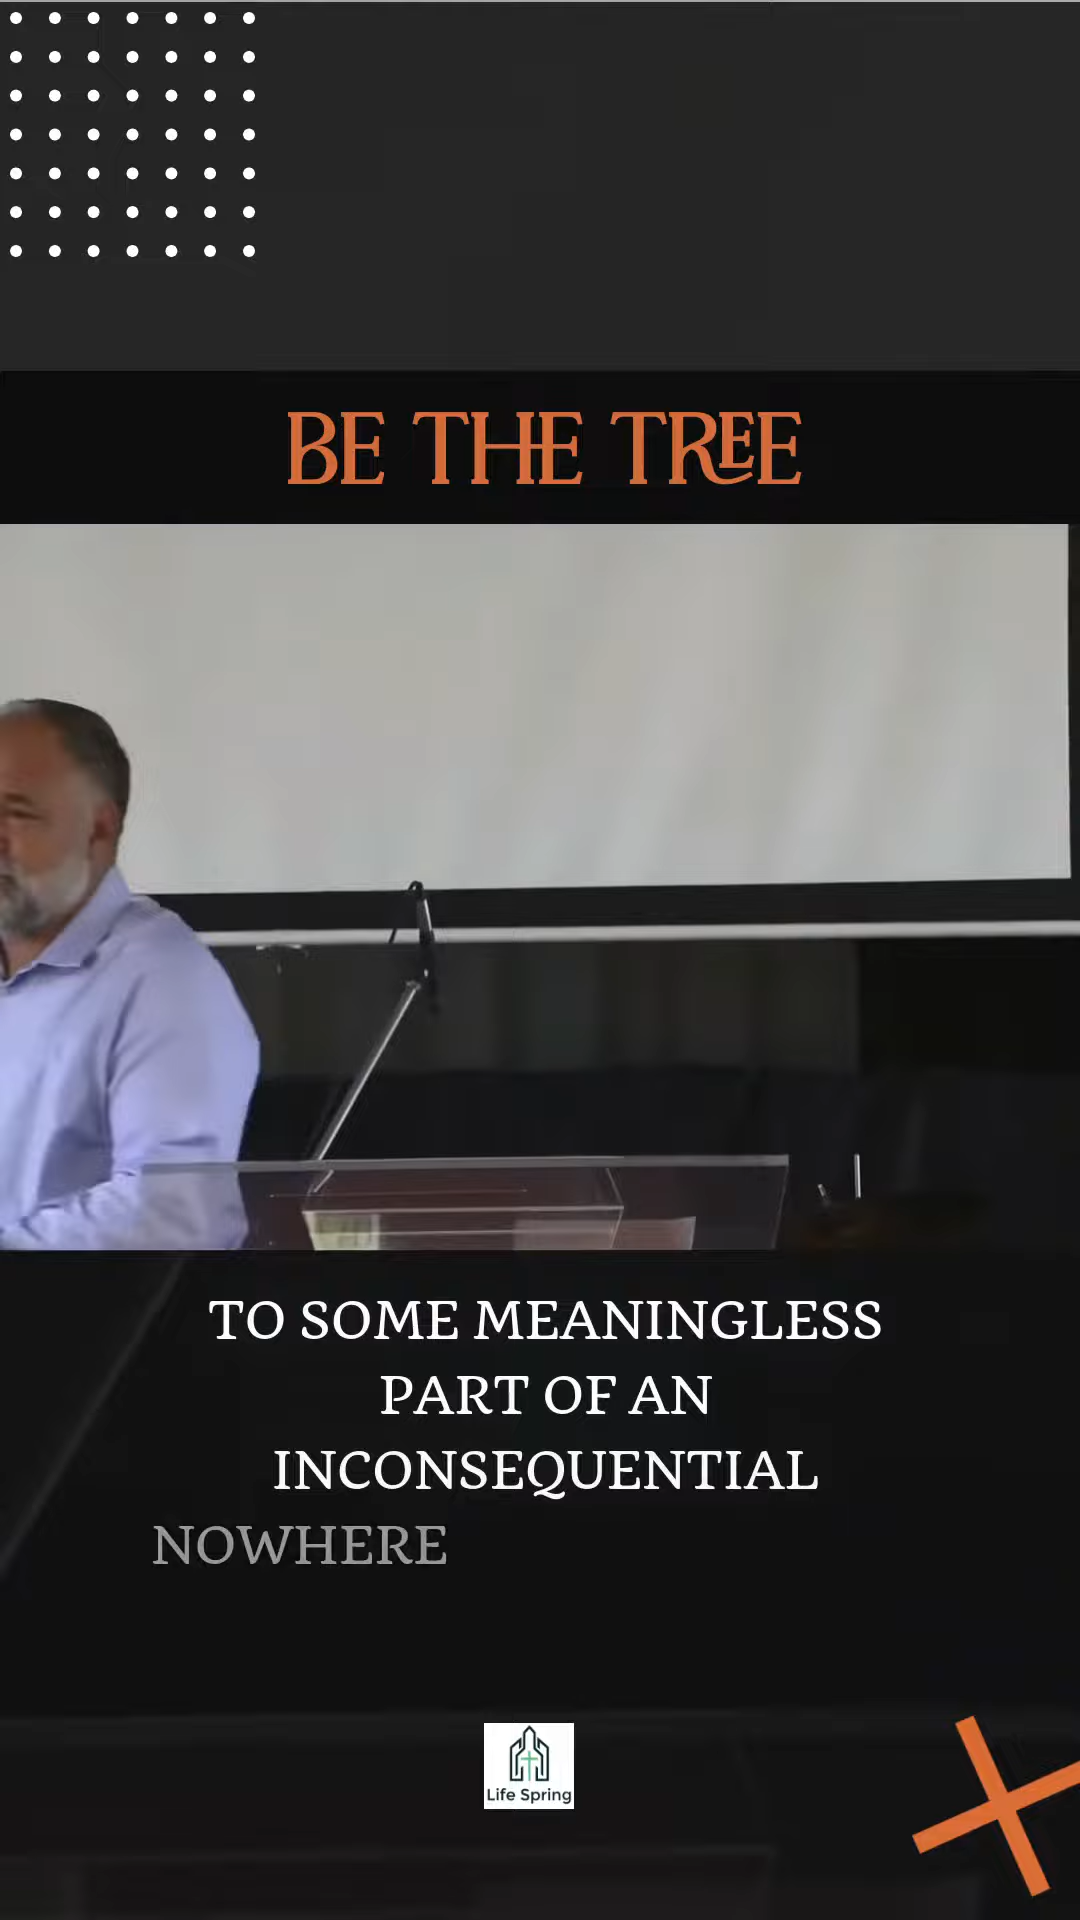 BE THE TREE
TO SOME MEANINGLESS
PART OF AN
INCONSEQUENTIAL
NOWHERE
Life Spring